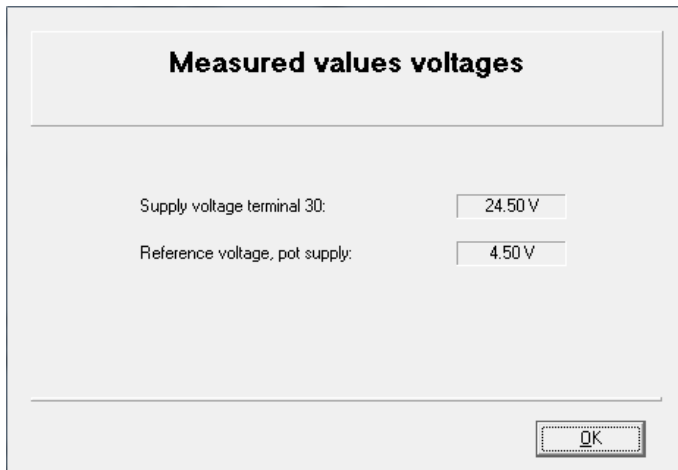 Measured values voltages
Supply voltage terminal 30: 24.50 V
Reference voltage, pot supply: 4.50 V
OK